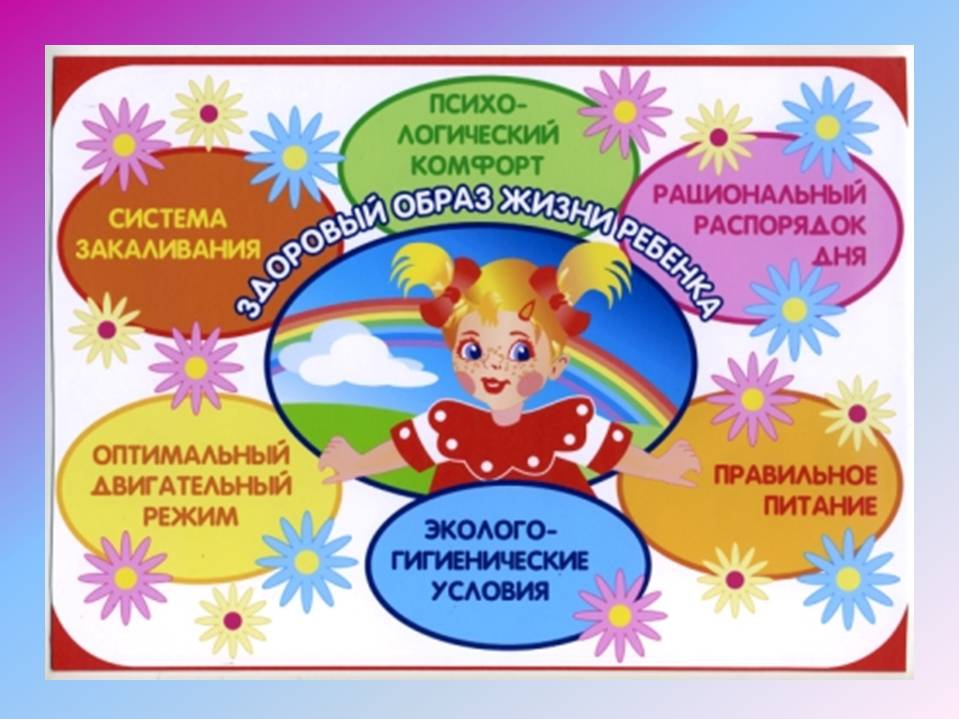 ПСИХО-
ЛОГИЧЕСКИЙ
КОМФОРТ
СИСТЕМА
ЗАКАЛИВАНИЯ
РАЦИОНАЛЬНЫЙ
РАСПОРЯДОК
ДНЯ
ЗДОРОВЫЙ ОБРАЗ ЖИЗНИ РЕБЕНКА
ОПТИМАЛЬНЫЙ
ДВИГАТЕЛЬНЫЙ
РЕЖИМ
ПРАВИЛЬНОЕ
ПИТАНИЕ
ЭКОЛОГО-
ГИГИЕНИЧЕСКИЕ
УСЛОВИЯ